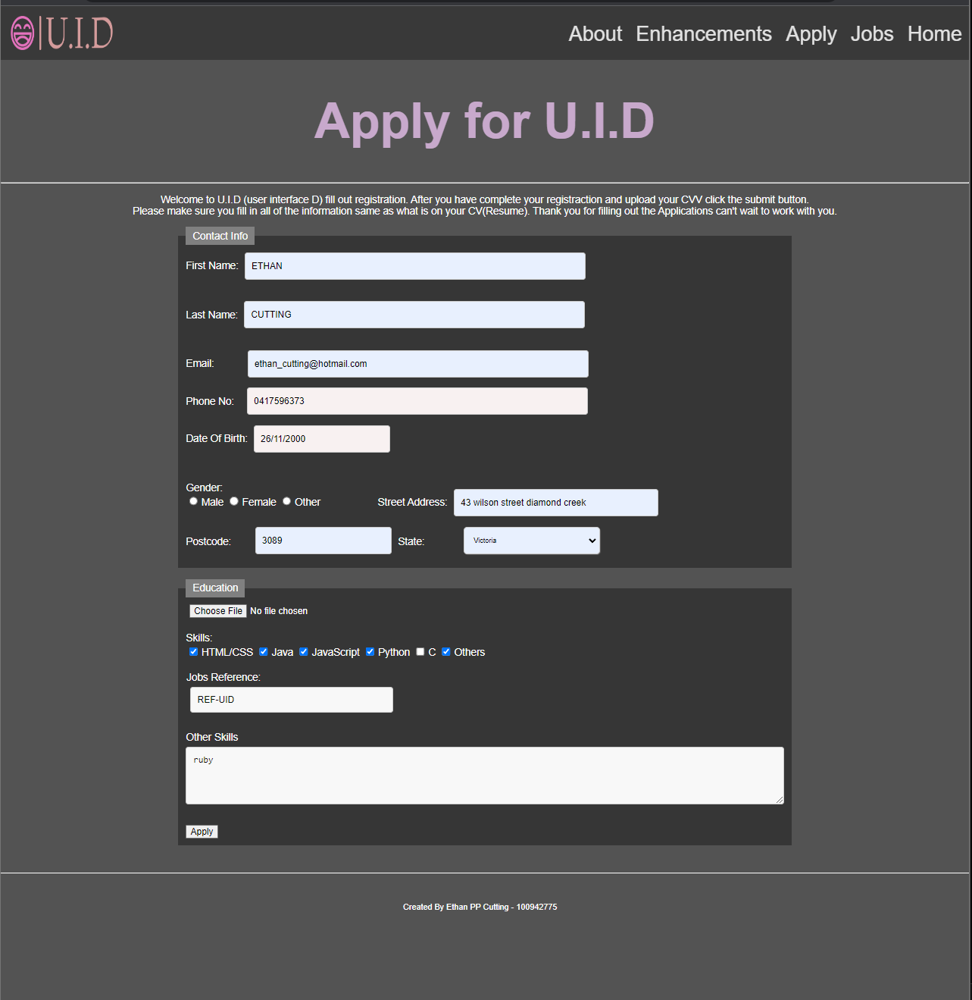 U.I.D
About Enhancements Apply Jobs Home
Apply for U.I.D
Welcome to U.I.D (user interface D) fill out registration. After you have complete your registraction and upload your CVV click the submit button.
Please make sure you fill in all of the information same as what is on your CV(Resume). Thank you for filling out the Applications can't wait to work with you.
Contact Info
First Name: ETHAN
Last Name: CUTTING
Email: ethan_cutting@hotmail.com
Phone No: 0417596373
Date Of Birth: 26/11/2000
Gender:
Male Female Other Street Address: 43 wilson street diamond creek
Postcode: 3089 State: Victoria
Education
Choose File No file chosen
Skills:
HTML/CSS Java JavaScript Python C Others
Jobs Reference:
REF-UID
Other Skills
ruby
Apply
Created By Ethan PP Cutting - 100942775